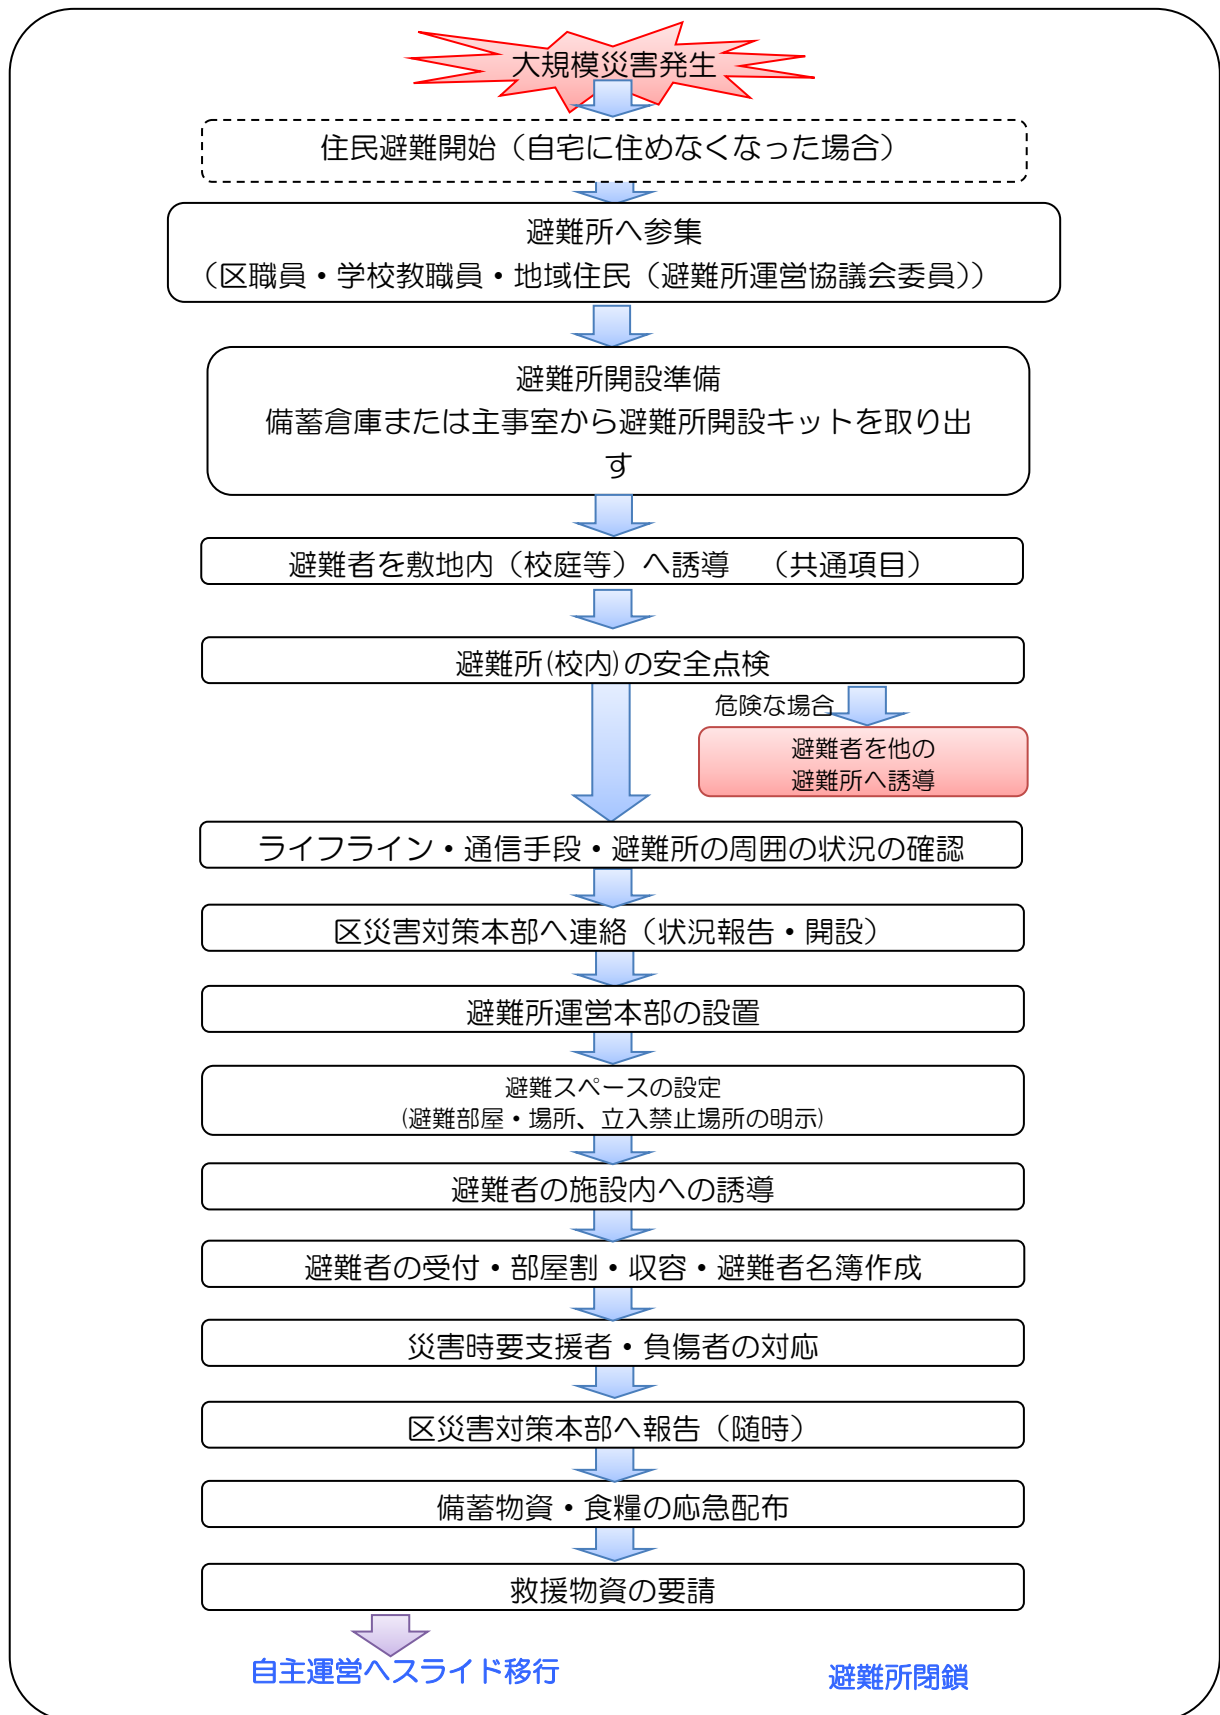 大規模災害発生
住民避難開始（自宅に住めなくなった場合）
避難所へ参集
（区職員・学校教職員・地域住民（避難所運営協議会委員））
避難所開設準備
備蓄倉庫または主事室から避難所開設キットを取り出
す
避難者を敷地内（校庭等）へ誘導　（共通項目）
避難所(校内)の安全点検
危険な場合
避難者を他の
避難所へ誘導
ライフライン・通信手段・避難所の周囲の状況の確認
区災害対策本部へ連絡（状況報告・開設）
避難所運営本部の設置
避難スペースの設定
(避難部屋・場所、立入禁止場所の明示)
避難者の施設内への誘導
避難者の受付・部屋割・収容・避難者名簿作成
災害時要支援者・負傷者の対応
区災害対策本部へ報告（随時）
備蓄物資・食糧の応急配布
救援物資の要請
自主運営へスライド移行
避難所閉鎖